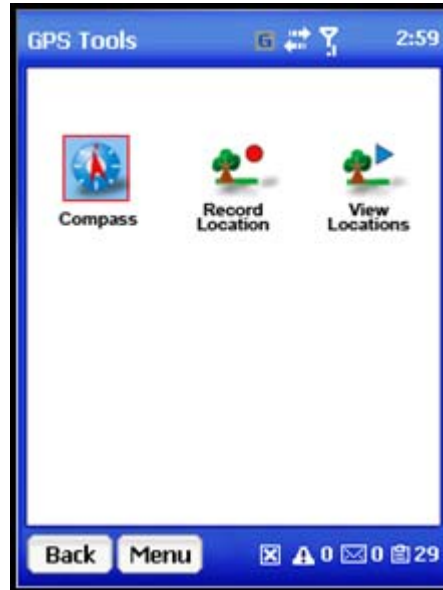 GPS Tools G 2:59
Compass
Record
Location
View
Locations
Back Menu 0 0 29